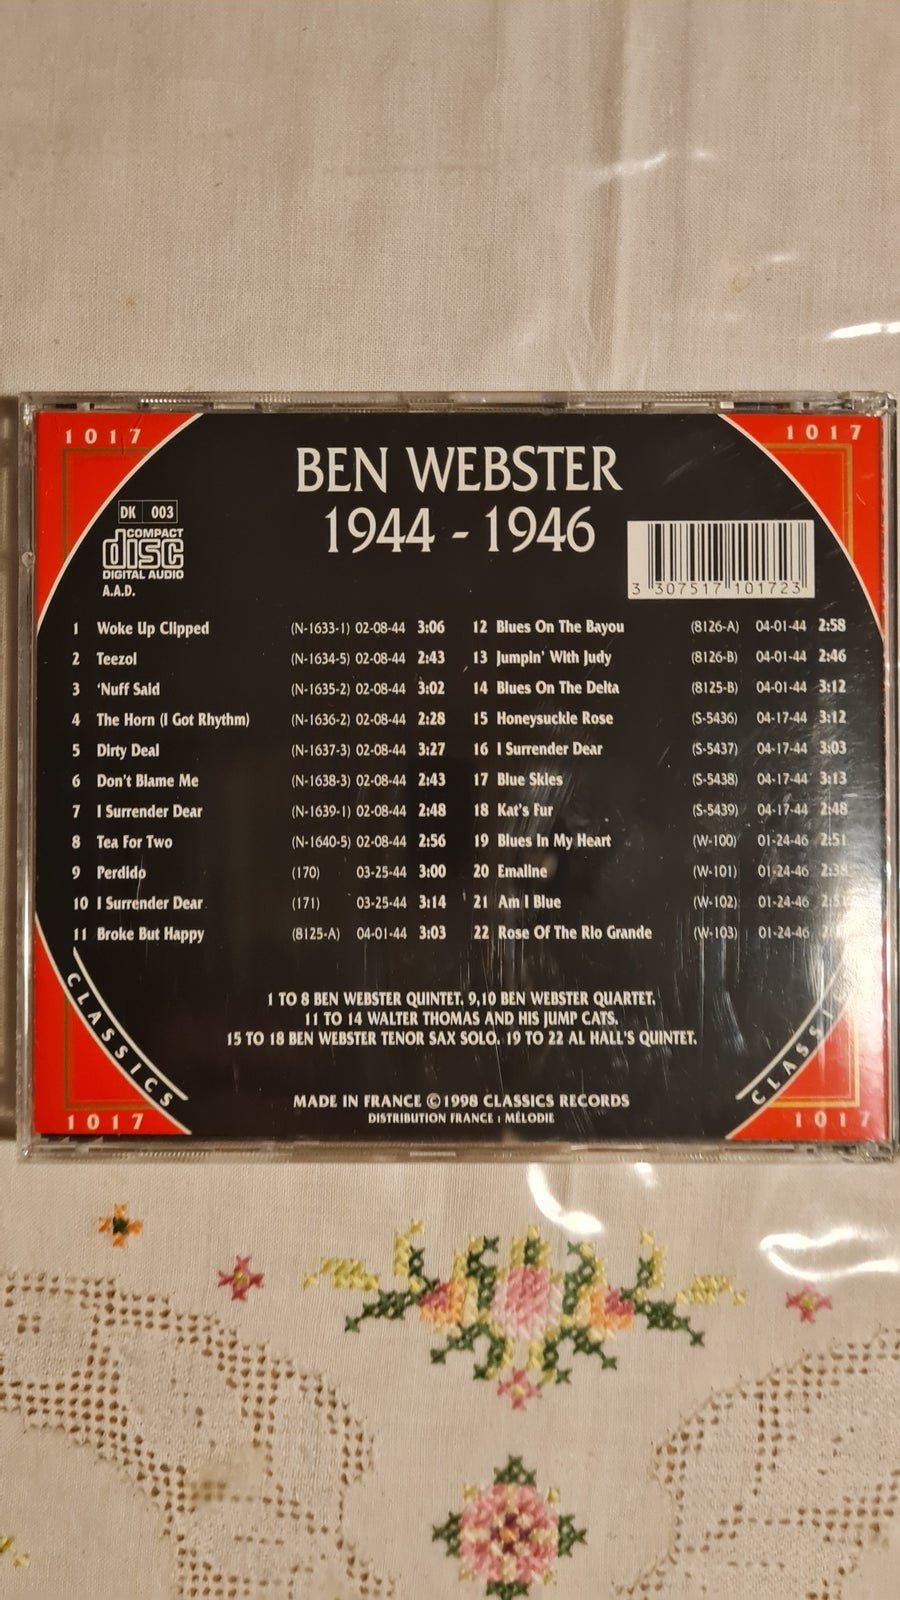 1017
1017
BEN WEBSTER
1944 - 1946
DK 003
COMPACT
disc
DIGITAL AUDIO
A.A.D.
3 307517 101723
1 Woke Up Clipped (N-1633-1) 02-08-44 3:06
2 Teezol (N-1634-5) 02-08-44 2:43
3 'Nuff Said (N-1635-2) 02-08-44 3:02
4 The Horn (I Got Rhythm) (N-1636-2) 02-08-44 2:28
5 Dirty Deal (N-1637-3) 02-08-44 3:27
6 Don't Blame Me (N-1638-3) 02-08-44 2:43
7 I Surrender Dear (N-1639-1) 02-08-44 2:48
8 Tea For Two (N-1640-5) 02-08-44 2:56
9 Perdido (170) 03-25-44 3:00
10 I Surrender Dear (171) 03-25-44 3:14
11 Broke But Happy (8125-A) 04-01-44 3:03
12 Blues On The Bayou (8126-A) 04-01-44 2:58
13 Jumpin' With Judy (8126-B) 04-01-44 2:46
14 Blues On The Delta (8125-B) 04-01-44 3:12
15 Honeysuckle Rose (S-5436) 04-17-44 3:12
16 I Surrender Dear (S-5437) 04-17-44 3:03
17 Blue Skies (S-5438) 04-17-44 3:13
18 Kat's Fur (S-5439) 04-17-44 2:48
19 Blues In My Heart (W-100) 01-24-46 2:51
20 Emaline (W-101) 01-24-46 2:38
21 Am I Blue (W-102) 01-24-46
22 Rose Of The Rio Grande (W-103) 01-24-46
1 TO 8 BEN WEBSTER QUINTET. 9,10 BEN WEBSTER QUARTET.
11 TO 14 WALTER THOMAS AND HIS JUMP CATS.
15 TO 18 BEN WEBSTER TENOR SAX SOLO. 19 TO 22 AL HALL'S QUINTET.
MADE IN FRANCE ©1998 CLASSICS RECORDS
DISTRIBUTION FRANCE : MÉLODIE
CLASSICS
CLASSI
1017
1017